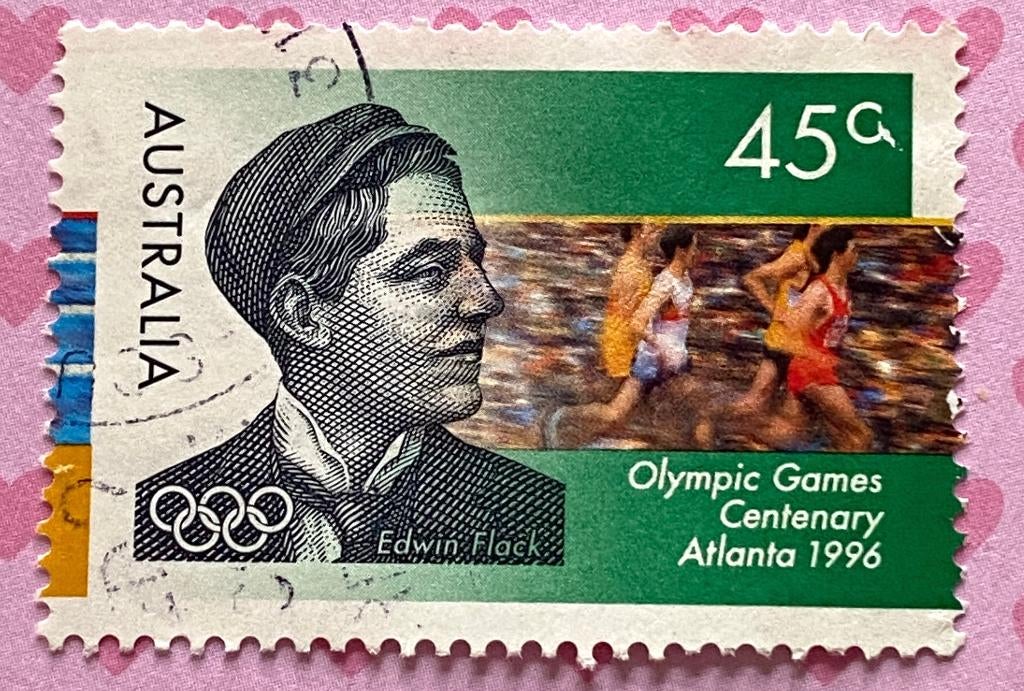 AUSTRALIA
45c
Edwin Flack
Olympic Games
Centenary
Atlanta 1996